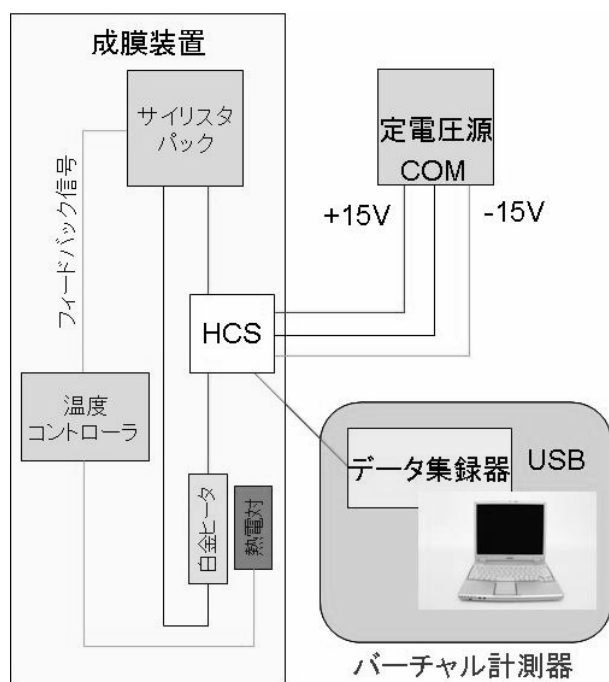 成膜装置
サイリスタ
パック
定電圧源
COM
+15V
-15V
フィードバック信号
HCS
温度
コントローラ
白金ヒータ
熱電対
データ集録器
USB
バーチャル計測器